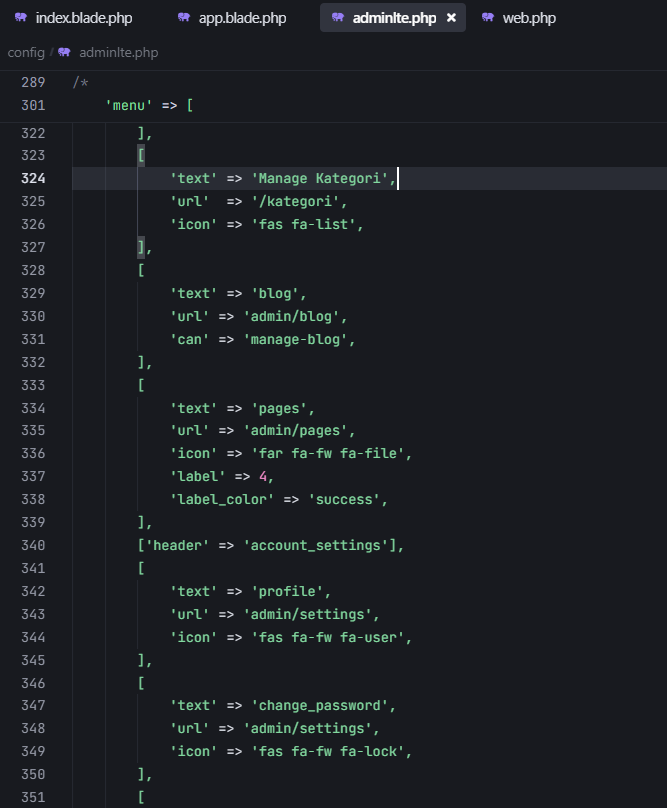 index.blade.php app.blade.php adminlte.php × web.php
config / adminlte.php
289 /*
301 'menu' => [
322 ],
323 [
324 'text' => 'Manage Kategori',
325 'url'  => '/kategori',
326 'icon' => 'fas fa-list',
327 ],
328 [
329 'text' => 'blog',
330 'url' => 'admin/blog',
331 'can' => 'manage-blog',
332 ],
333 [
334 'text' => 'pages',
335 'url' => 'admin/pages',
336 'icon' => 'far fa-fw fa-file',
337 'label' => 4,
338 'label_color' => 'success',
339 ],
340 ['header' => 'account_settings'],
341 [
342 'text' => 'profile',
343 'url' => 'admin/settings',
344 'icon' => 'fas fa-fw fa-user',
345 ],
346 [
347 'text' => 'change_password',
348 'url' => 'admin/settings',
349 'icon' => 'fas fa-fw fa-lock',
350 ],
351 [